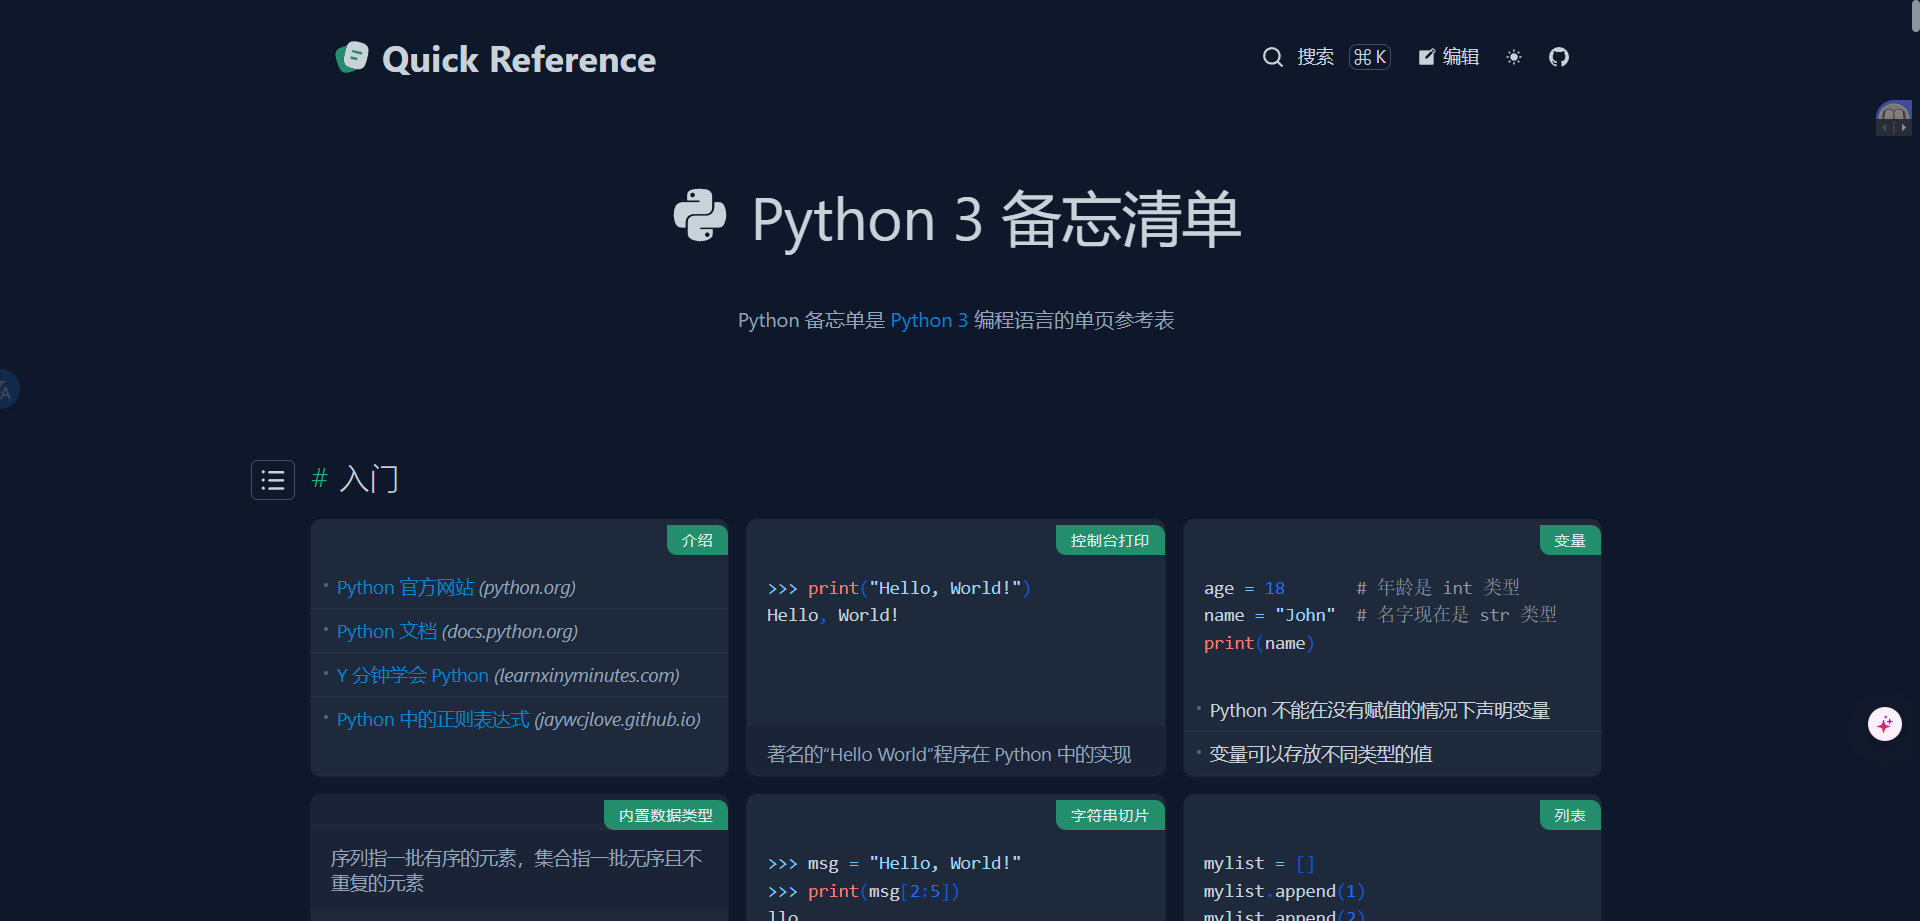 Quick Reference
搜索 ⌘K 编辑
Python 3 备忘清单
Python 备忘单是 Python 3 编程语言的单页参考表
# 入门
介绍
Python 官方网站 (python.org)
Python 文档 (docs.python.org)
Y 分钟学会 Python (learnxinyminutes.com)
Python 中的正则表达式 (jaywcjlove.github.io)
控制台打印
>>> print("Hello, World!")
Hello, World!
著名的“Hello World”程序在 Python 中的实现
变量
age = 18 # 年龄是 int 类型
name = "John" # 名字现在是 str 类型
print(name)
Python 不能在没有赋值的情况下声明变量
变量可以存放不同类型的值
内置数据类型
序列指一批有序的元素，集合指一批无序且不
重复的元素
字符串切片
>>> msg = "Hello, World!"
>>> print(msg[2:5])
llo
列表
mylist = []
mylist.append(1)
mylist.append(2)